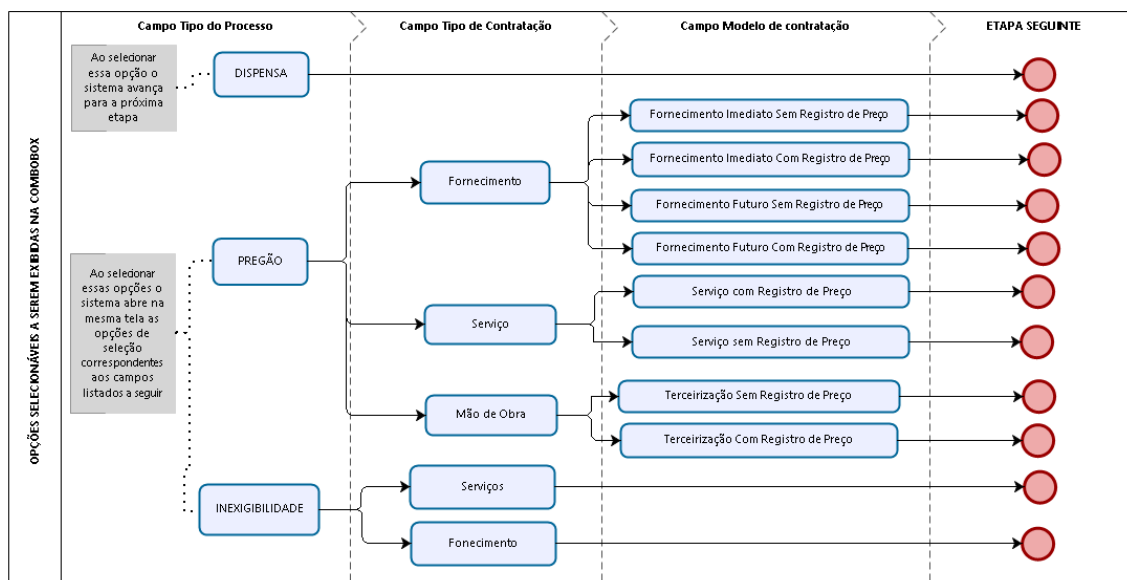 OPÇÕES SELECIONÁVEIS A SEREM EXIBIDAS NA COMBOBOX
Campo Tipo do Processo
Campo Tipo de Contratação
Campo Modelo de contratação
ETAPA SEGUINTE
Ao selecionar
essa opção o
sistema avança
para a próxima
etapa
DISPENSA
Fornecimento Imediato Sem Registro de Preço
Fornecimento Imediato Com Registro de Preço
Fornecimento
Fornecimento Futuro Sem Registro de Preço
Fornecimento Futuro Com Registro de Preço
PREGÃO
Ao selecionar
essas opções o
sistema abre na
mesma tela as
opções de
seleção
correspondentes
aos campos
listados a seguir
Serviço com Registro de Preço
Serviço
Serviço sem Registro de Preço
Terceirização Sem Registro de Preço
Mão de Obra
Terceirização Com Registro de Preço
INEXIGIBILIDADE
Serviços
Fonecimento